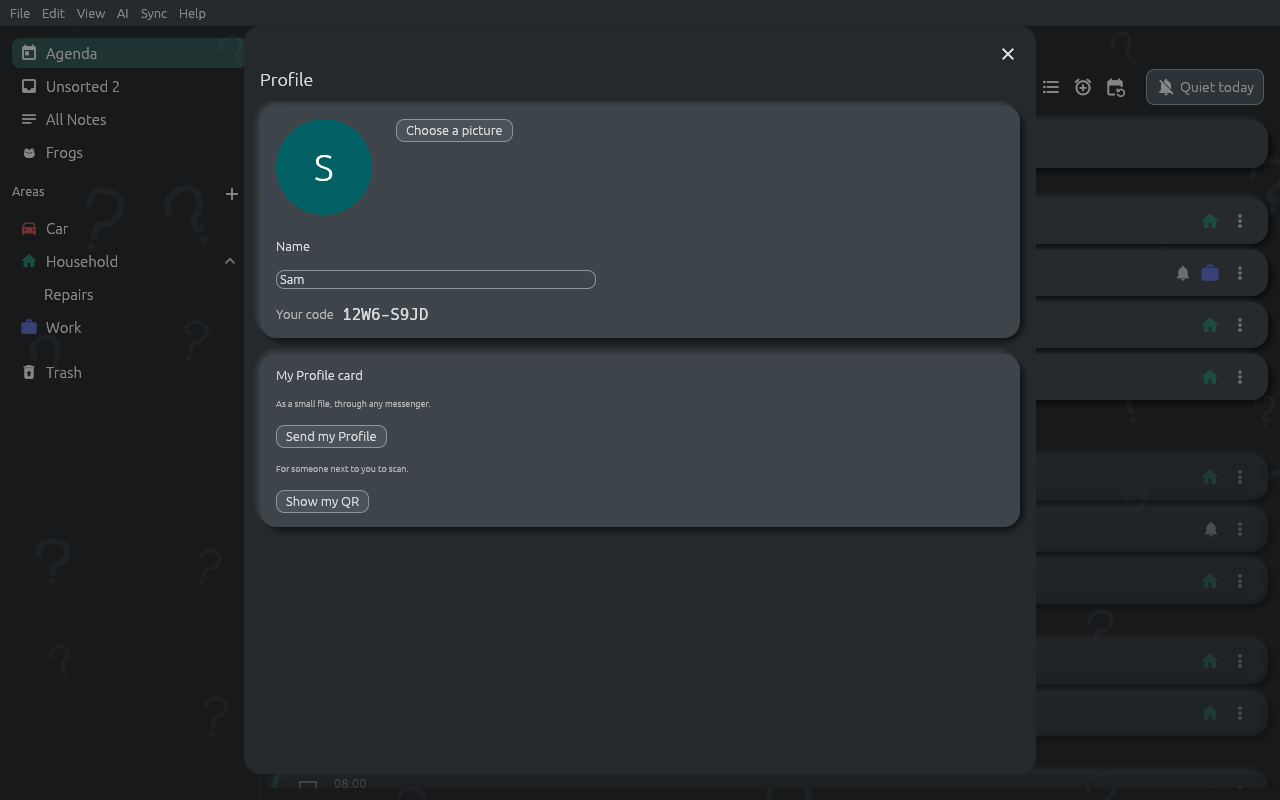 File Edit View AI Sync Help
Agenda
Unsorted 2
All Notes
Frogs
Areas
Car
Household
Repairs
Work
Trash
Profile
S
Choose a picture
Name
Sam
Your code 12W6-S9JD
My Profile card
As a small file, through any messenger.
Send my Profile
For someone next to you to scan.
Show my QR
Quiet today
08:00